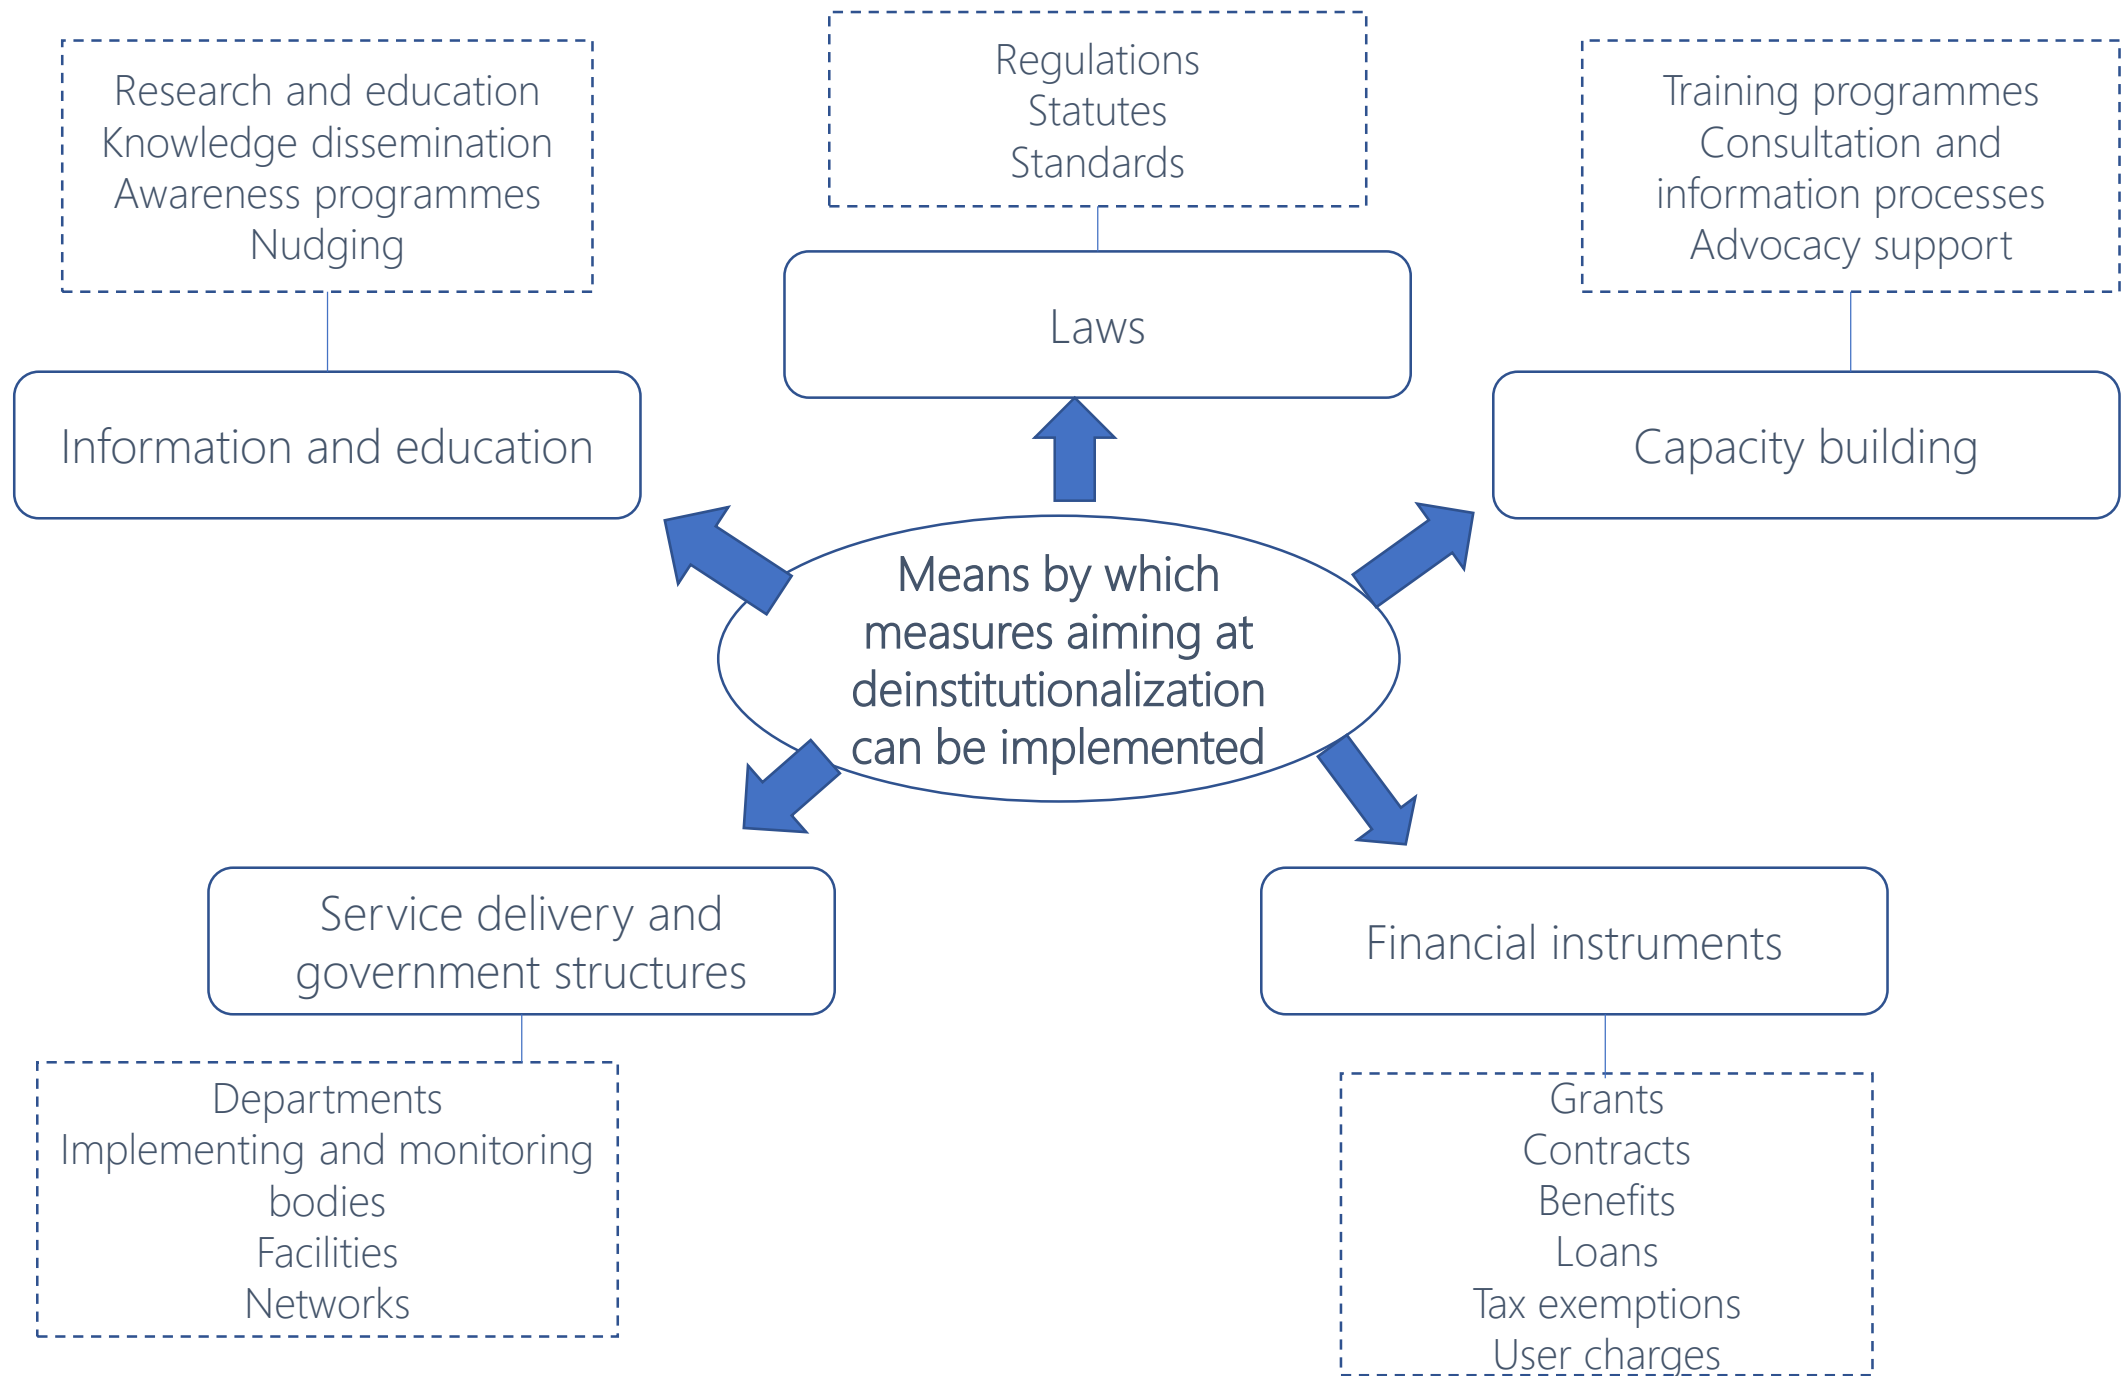 Research and education
Knowledge dissemination
Awareness programmes
Nudging
Regulations
Statutes
Standards
Training programmes
Consultation and
information processes
Advocacy support
Information and education
Laws
Capacity building
Means by which
measures aiming at
deinstitutionalization
can be implemented
Service delivery and
government structures
Financial instruments
Departments
Implementing and monitoring
bodies
Facilities
Networks
Grants
Contracts
Benefits
Loans
Tax exemptions
User charges